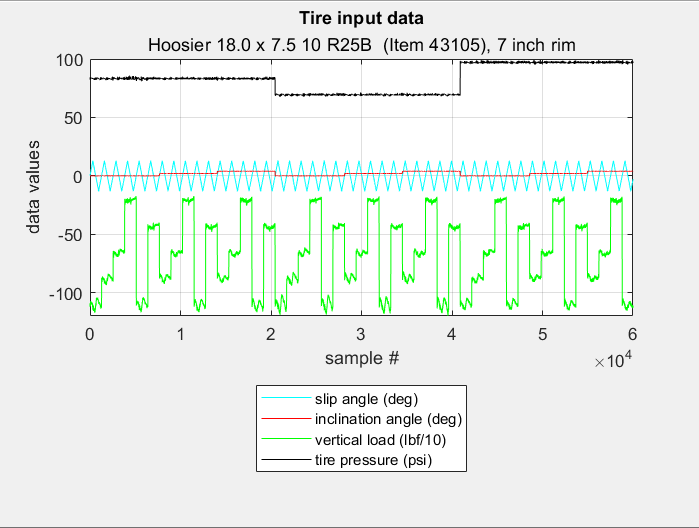 Tire input data
Hoosier 18.0 x 7.5 10 R25B (Item 43105), 7 inch rim
100
50
0
-50
-100
data values
0 1 2 3 4 5 6
sample #
×10^4
slip angle (deg)
inclination angle (deg)
vertical load (lbf/10)
tire pressure (psi)